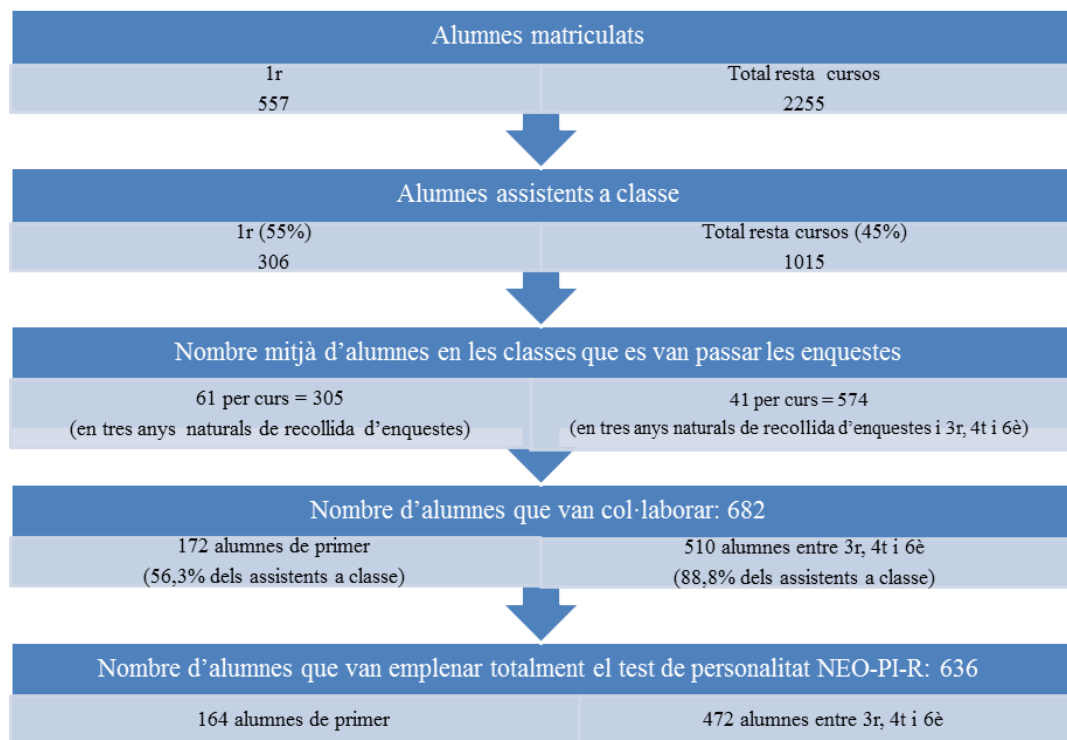 Alumnes matriculats
1r
557
Total resta cursos
2255
Alumnes assistents a classe
1r (55%)
306
Total resta cursos (45%)
1015
Nombre mitjà d'alumnes en les classes que es van passar les enquestes
61 per curs = 305
(en tres anys naturals de recollida d'enquestes)
41 per curs = 574
(en tres anys naturals de recollida d'enquestes i 3r, 4t i 6è)
Nombre d'alumnes que van col·laborar: 682
172 alumnes de primer
(56,3% dels assistents a classe)
510 alumnes entre 3r, 4t i 6è
(88,8% dels assistents a classe)
Nombre d'alumnes que van emplenar totalment el test de personalitat NEO-PI-R: 636
164 alumnes de primer
472 alumnes entre 3r, 4t i 6è